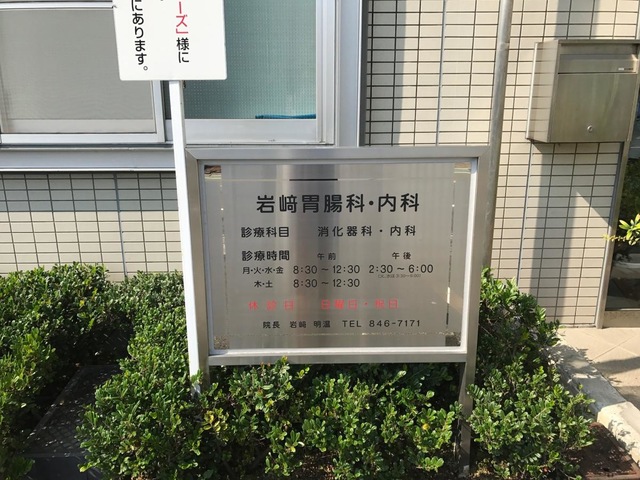 ーズ」様に
にあります。
岩﨑胃腸科・内科
診療科目 消化器科・内科
診療時間 午前 午後
月・火・水・金 8:30～12:30 2:30～6:00
木・土 8:30～12:30
休診日 日曜日・祝日
院長 岩﨑 明温 TEL 846-7171